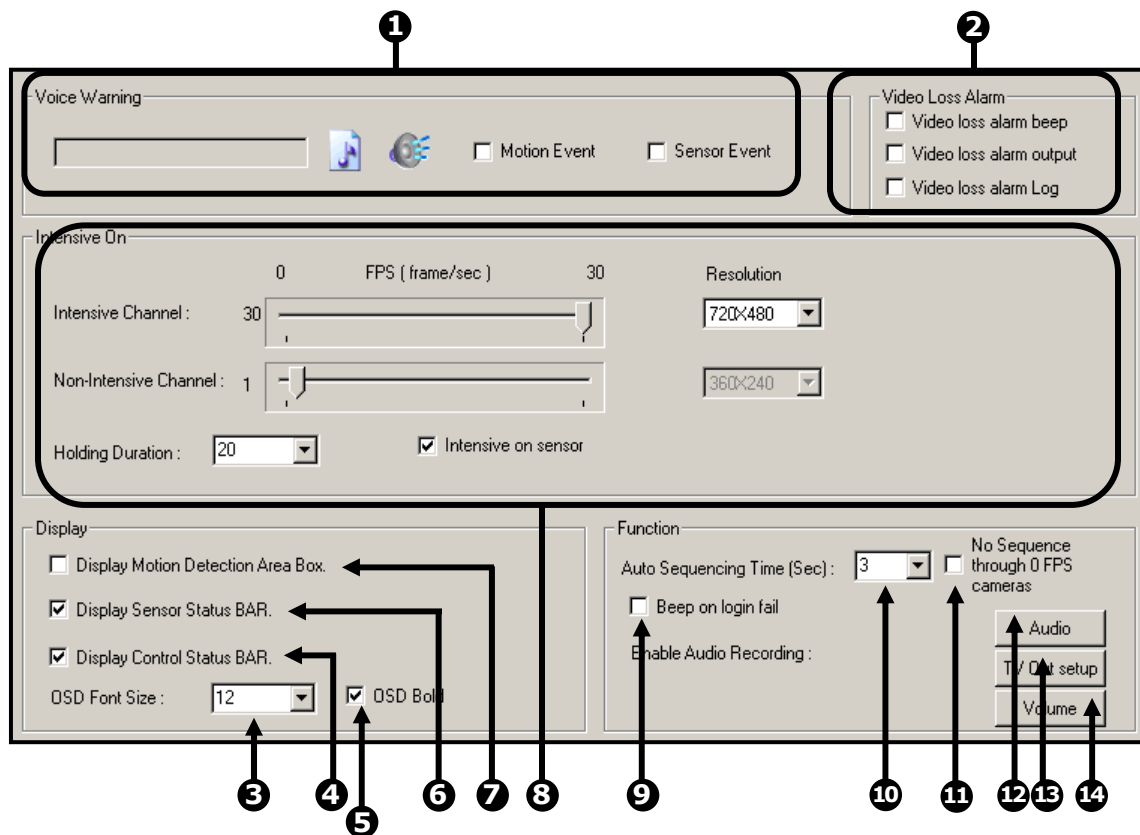 1 2
Voice Warning
Motion Event
Sensor Event
Video Loss Alarm
Video loss alarm beep
Video loss alarm output
Video loss alarm Log
Intensive On
0 FPS ( frame/sec ) 30 Resolution
Intensive Channel : 30 720X480
Non-Intensive Channel : 1 360X240
Holding Duration : 20 Intensive on sensor
Display
Display Motion Detection Area Box.
Display Sensor Status BAR.
Display Control Status BAR.
OSD Font Size : 12 OSD Bold
Function
Auto Sequencing Time (Sec) : 3
No Sequence
through 0 FPS
cameras
Beep on login fail
Enable Audio Recording :
Audio
TV Out setup
Volume
3 4 5 6 7 8 9 10 11 12 13 14